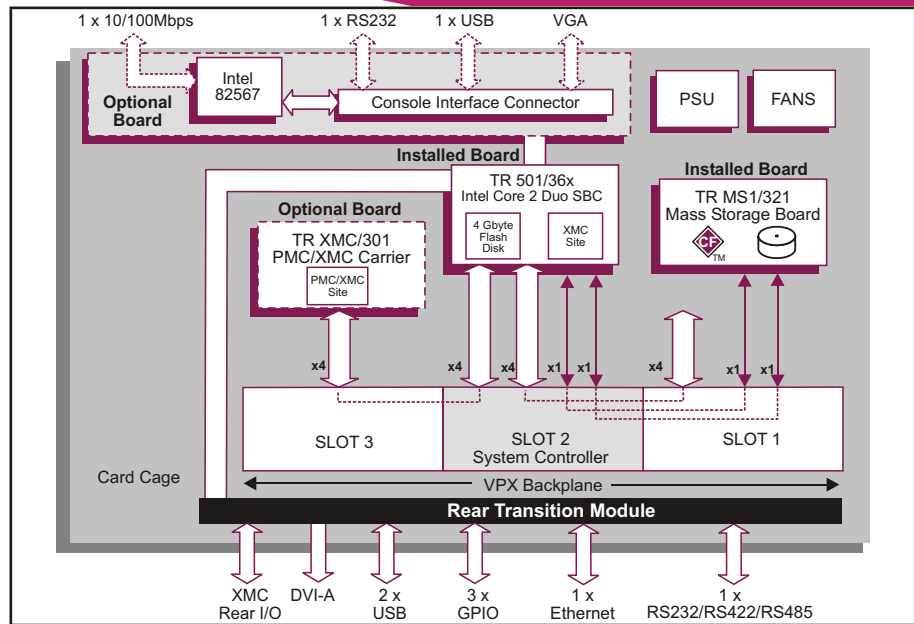 1 x 10/100Mbps
1 x RS232
1 x USB
VGA
Intel
82567
Optional
Board
Console Interface Connector
PSU
FANS
Installed Board
TR 501/36x
Intel Core 2 Duo SBC
4 Gbyte
Flash
Disk
XMC
Site
Installed Board
TR MS1/321
Mass Storage Board
CF
TM
Optional Board
TR XMC/301
PMC/XMC Carrier
PMC/XMC
Site
x4
x4
x4
x1
x1
x4
x1
x1
SLOT 3
SLOT 2
System Controller
SLOT 1
Card Cage
VPX Backplane
Rear Transition Module
XMC
Rear I/O
DVI-A
2 x
USB
3 x
GPIO
1 x
Ethernet
1 x
RS232/RS422/RS485